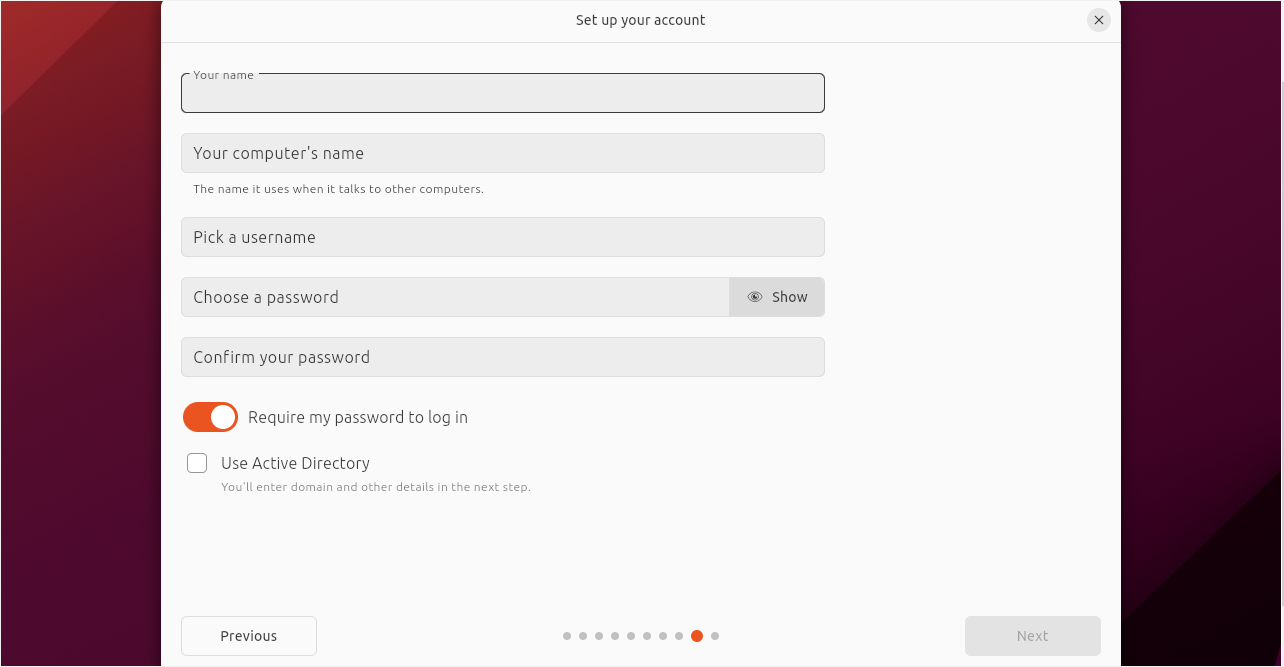 Set up your account
Your name
Your computer's name
The name it uses when it talks to other computers.
Pick a username
Choose a password
Show
Confirm your password
Require my password to log in
Use Active Directory
You'll enter domain and other details in the next step.
Previous
Next